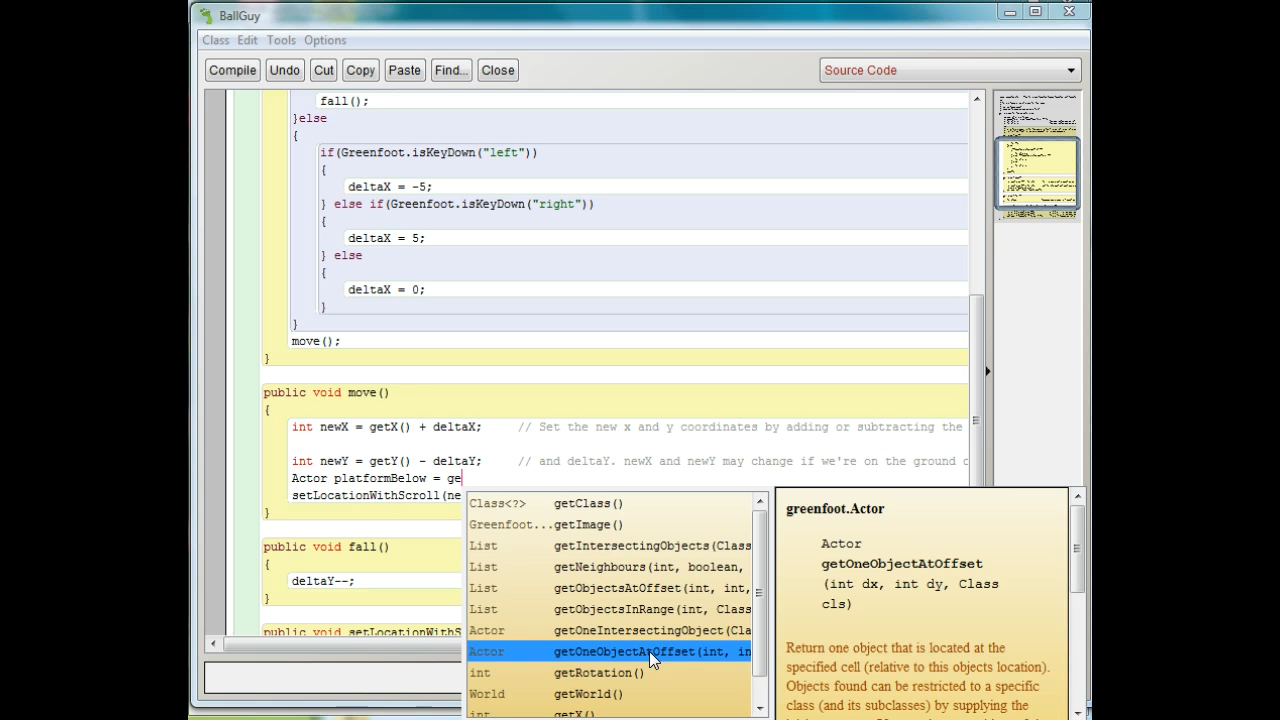 BallGuy
Class Edit Tools Options
Compile Undo Cut Copy Paste Find... Close Source Code
fall();
}else
{
if(Greenfoot.isKeyDown("left"))
{
deltaX = -5;
} else if(Greenfoot.isKeyDown("right"))
{
deltaX = 5;
} else
{
deltaX = 0;
}
}
move();
}
public void move()
{
int newX = getX() + deltaX; // Set the new x and y coordinates by adding or subtracting the
int newY = getY() - deltaY; // and deltaY. newX and newY may change if we're on the ground
Actor platformBelow = ge
setLocationWithScroll(ne
}
public void fall()
{
deltaY--;
}
public void setLocationWithS
Class<?> getClass()
Greenfoot... getImage()
List getIntersectingObjects(Class
List getNeighbours(int, boolean,
List getObjectsAtOffset(int, int,
List getObjectsInRange(int, Class
Actor getOneIntersectingObject(Cla
Actor getOneObjectAtOffset(int, in
int getRotation()
World getWorld()
int getX()
greenfoot.Actor
Actor
getOneObjectAtOffset
(int dx, int dy, Class
cls)
Return one object that is located at the
specified cell (relative to this objects location).
Objects found can be restricted to a specific
class (and its subclasses) by supplying the